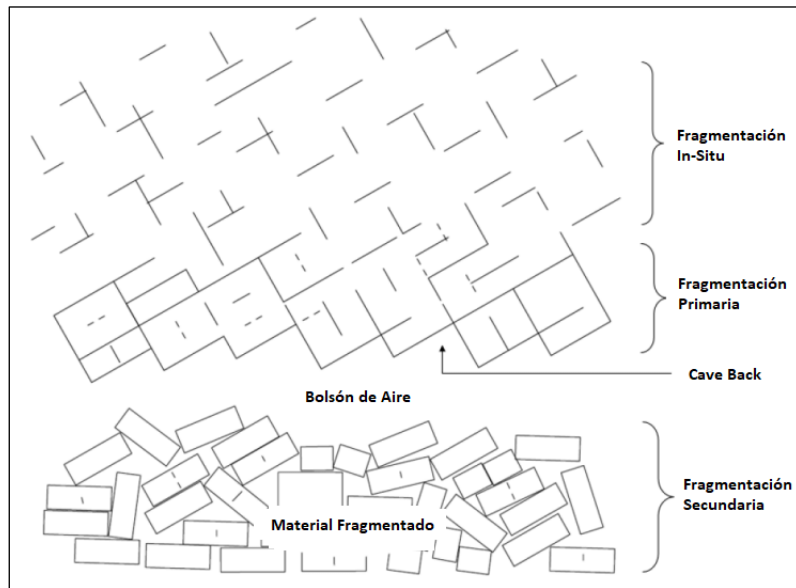 Fragmentación
In-Situ
Fragmentación
Primaria
Cave Back
Bolsón de Aire
Fragmentación
Secundaria
Material Fragmentado